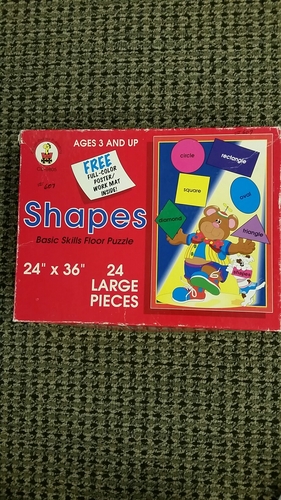 AGES 3 AND UP
FREE
FULL-COLOR
POSTER/
WORK MAT
INSIDE!
Shapes
Basic Skills Floor Puzzle
24" x 36"
24
LARGE
PIECES
circle
rectangle
square
oval
diamond
triangle
shapes